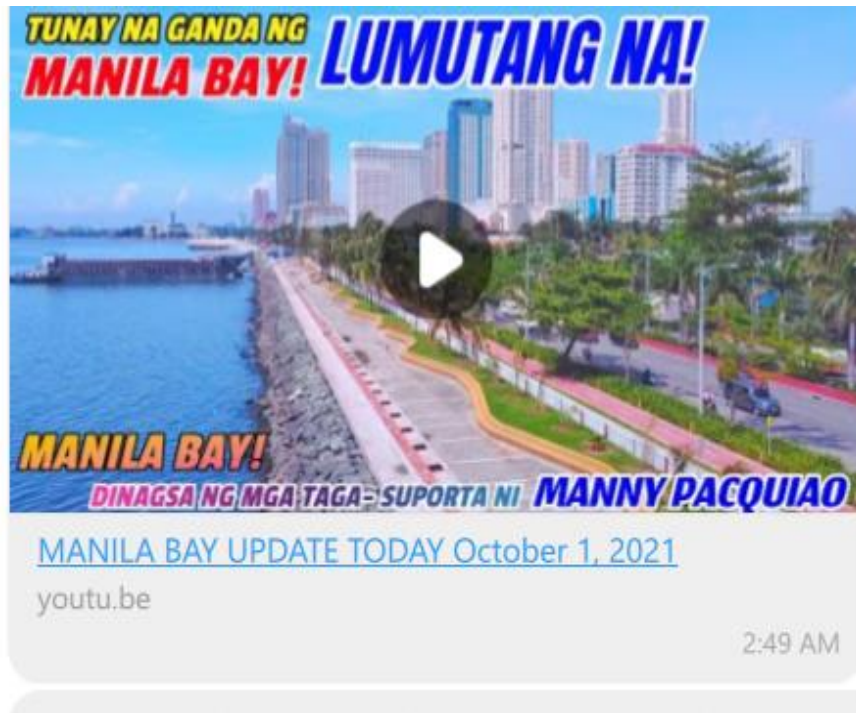 TUNAY NA GANDA NG
MANILA BAY! LUMUTANG NA!
MANILA BAY!
DINAGSA NG MGA TAGA- SUPORTA NI MANNY PACQUIAO
MANILA BAY UPDATE TODAY October 1, 2021
youtu.be
2:49 AM